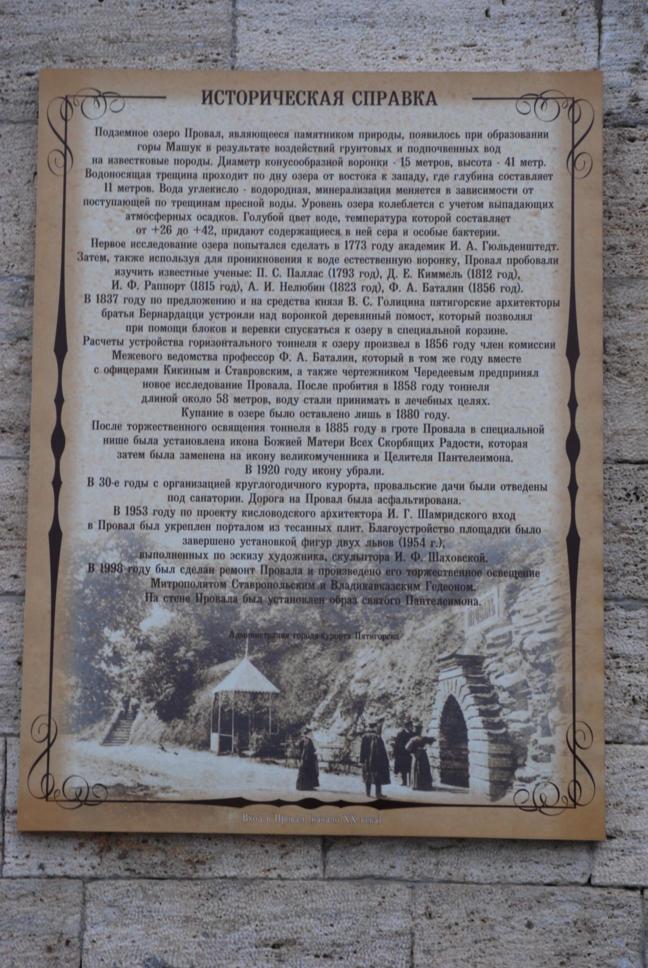 ИСТОРИЧЕСКАЯ СПРАВКА
Подземное озеро Провал, являющееся памятником природы, появилось при образовании
горы Машук в результате воздействий грунтовых и подпочвенных вод
на известковые породы. Диаметр конусообразной воронки - 15 метров, высота - 41 метр.
Водоносящая трещина проходит по дну озера от востока к западу, где глубина составляет
11 метров. Вода углекисло - водородная, минерализация меняется в зависимости от
поступающей по трещинам пресной воды. Уровень озера колеблется с учетом выпадающих
атмосферных осадков. Голубой цвет воде, температура которой составляет
от +26 до +42, придают содержащиеся в ней сера и особые бактерии.
Первое исследование озера попытался сделать в 1773 году академик И. А. Гюльденштедт.
Затем, также используя для проникновения к воде естественную воронку, Провал пробовали
изучить известные ученые: П. С. Паллас (1793 год), Д. Е. Киммель (1812 год),
И. Ф. Раппорт (1815 год), А. И. Нелюбин (1823 год), Ф. А. Баталин (1856 год).
В 1837 году по предложению и на средства князя В. С. Голицина пятигорские архитекторы
братья Бернардацци устроили над воронкой деревянный помост, который позволял
при помощи блоков и веревки спускаться к озеру в специальной корзине.
Расчеты устройства горизонтального тоннеля к озеру произвел в 1856 году член комиссии
Межевого ведомства профессор Ф. А. Баталин, который в том же году вместе
с офицерами Кикиным и Ставровским, а также чертежником Чередеевым предпринял
новое исследование Провала. После пробития в 1858 году тоннеля
длиной около 58 метров, воду стали принимать в лечебных целях.
Купание в озере было оставлено лишь в 1880 году.
После торжественного освящения тоннеля в 1885 году в гроте Провала в специальной
нише была установлена икона Божией Матери Всех Скорбящих Радости, которая
затем была заменена на икону великомученника и Целителя Пантелеимона.
В 1920 году икону убрали.
В 30-е годы с организацией круглогодичного курорта, провальские дачи были отведены
под санатории. Дорога на Провал была асфальтирована.
В 1953 году по проекту кисловодского архитектора И. Г. Шамридского вход
в Провал был укреплен порталом из тесанных плит. Благоустройство площадки было
завершено установкой фигур двух львов (1954 г.),
выполненных по эскизу художника, скульптора И. Ф. Шаховской.
В 1998 году был сделан ремонт Провала и произведено его торжественное освещение
Митрополитом Ставропольским и Владикавказским Гедеоном.
На стене Провала был установлен образ святого Пантелеимона.
Администрация города-курорта Пятигорска
Вход в Провал (начало XX века)